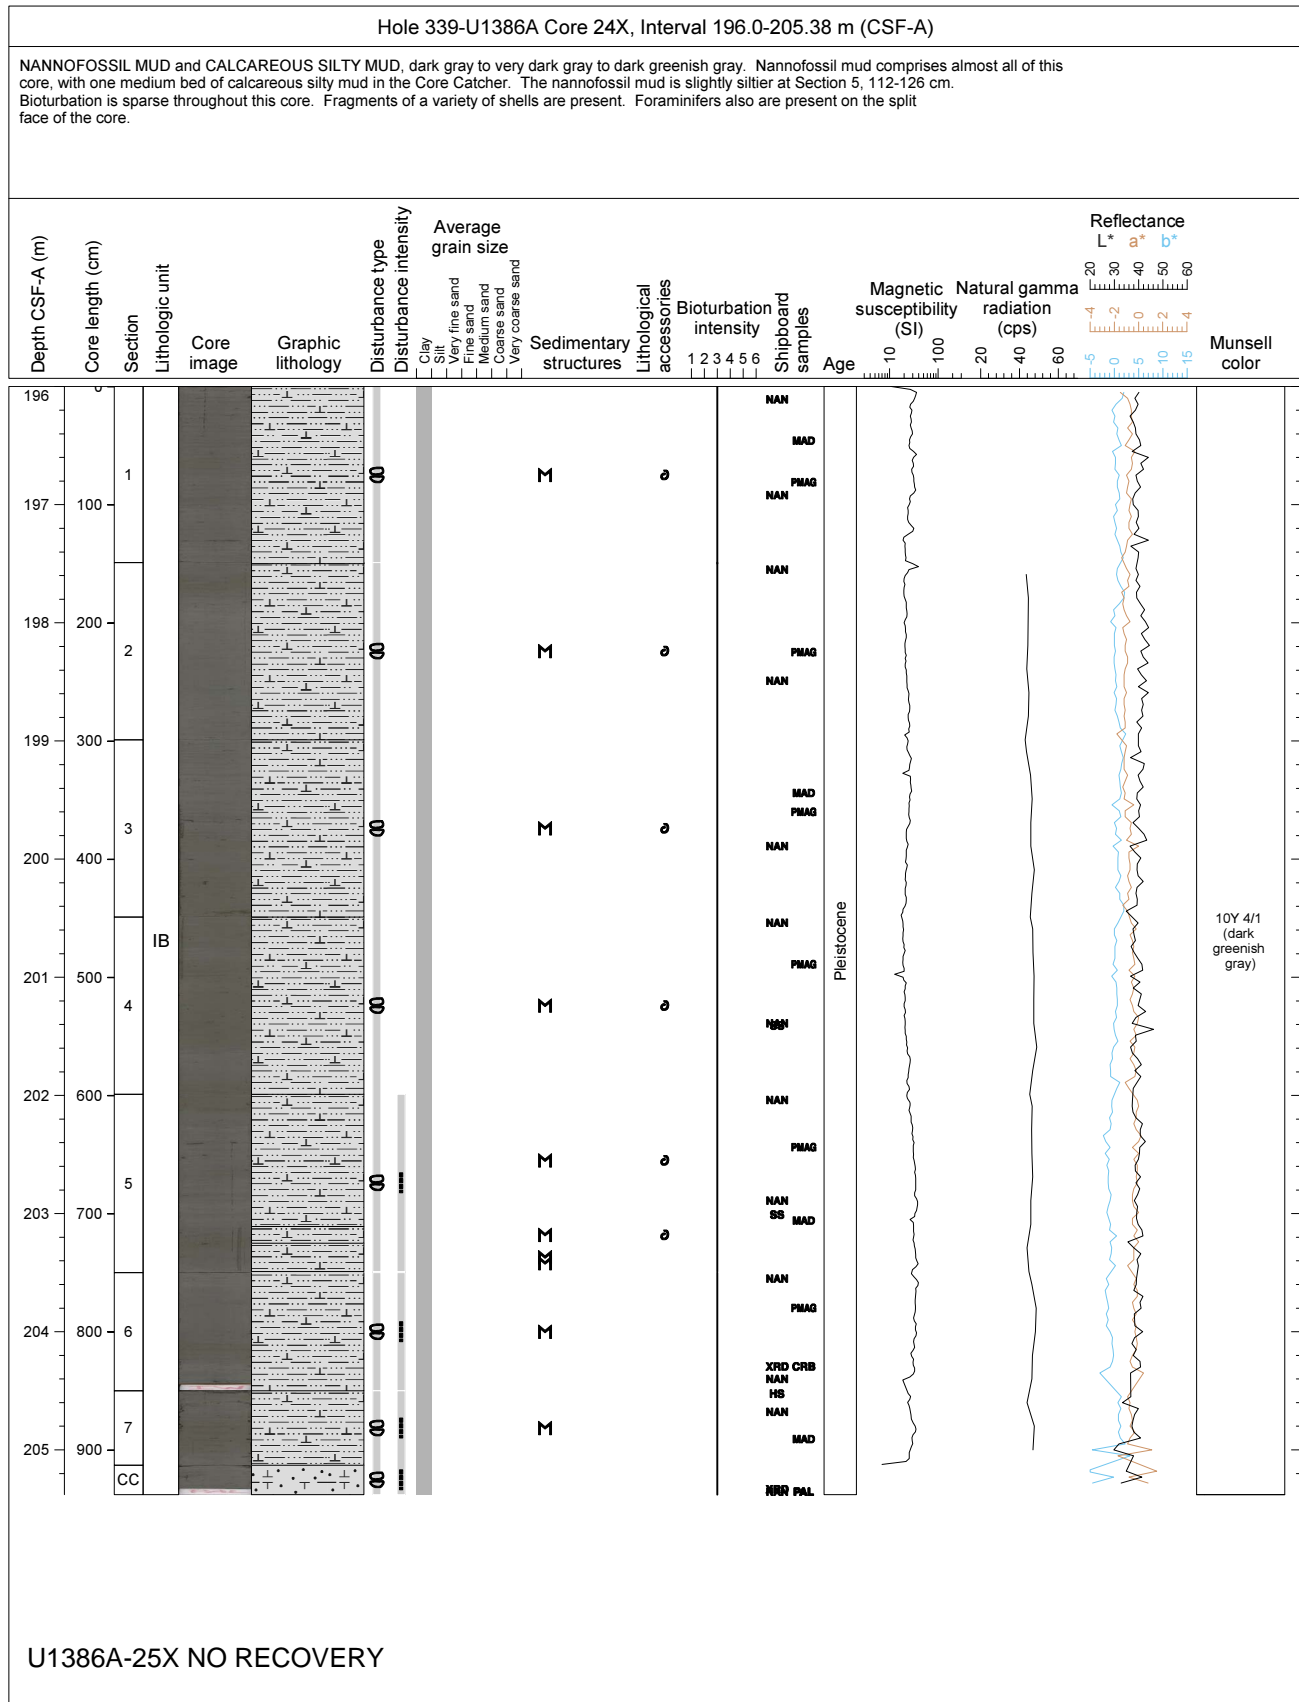 Hole 339-U1386A Core 24X, Interval 196.0-205.38 m (CSF-A)
NANNOFOSSIL MUD and CALCAREOUS SILTY MUD, dark gray to very dark gray to dark greenish gray. Nannofossil mud comprises almost all of this
core, with one medium bed of calcareous silty mud in the Core Catcher. The nannofossil mud is slightly siltier at Section 5, 112-126 cm.
Bioturbation is sparse throughout this core. Fragments of a variety of shells are present. Foraminifers also are present on the split
face of the core.
Depth CSF-A (m)
Core length (cm)
Section
Lithologic unit
Core
image
Graphic
lithology
Disturbance type
Disturbance intensity
Average
grain size
Clay
Silt
Very fine sand
Fine sand
Medium sand
Coarse sand
Very coarse sand
Sedimentary
structures
Lithological
accessories
Bioturbation
intensity
1 2 3 4 5 6
Shipboard
samples
Age
Magnetic
susceptibility
(SI)
10 100
Natural gamma
radiation
(cps)
20 40 60
Reflectance
L* a* b*
20 30 40 50 60
-4 -2 0 2 4
-5 0 5 10 15
Munsell
color
196
197
198
199
200
201
202
203
204
205
0
100
200
300
400
500
600
700
800
900
1
2
3
4
5
6
7
CC
IB
M
M
M
M
M
M
M
M
M
M
NAN
MAD
PMAG
NAN
NAN
PMAG
NAN
MAD
PMAG
NAN
NAN
PMAG
NAN
SS
NAN
PMAG
NAN
SS
MAD
NAN
PMAG
XRD CRB
NAN
HS
NAN
MAD
XRD
NAN PAL
Pleistocene
10Y 4/1
(dark
greenish
gray)
U1386A-25X NO RECOVERY